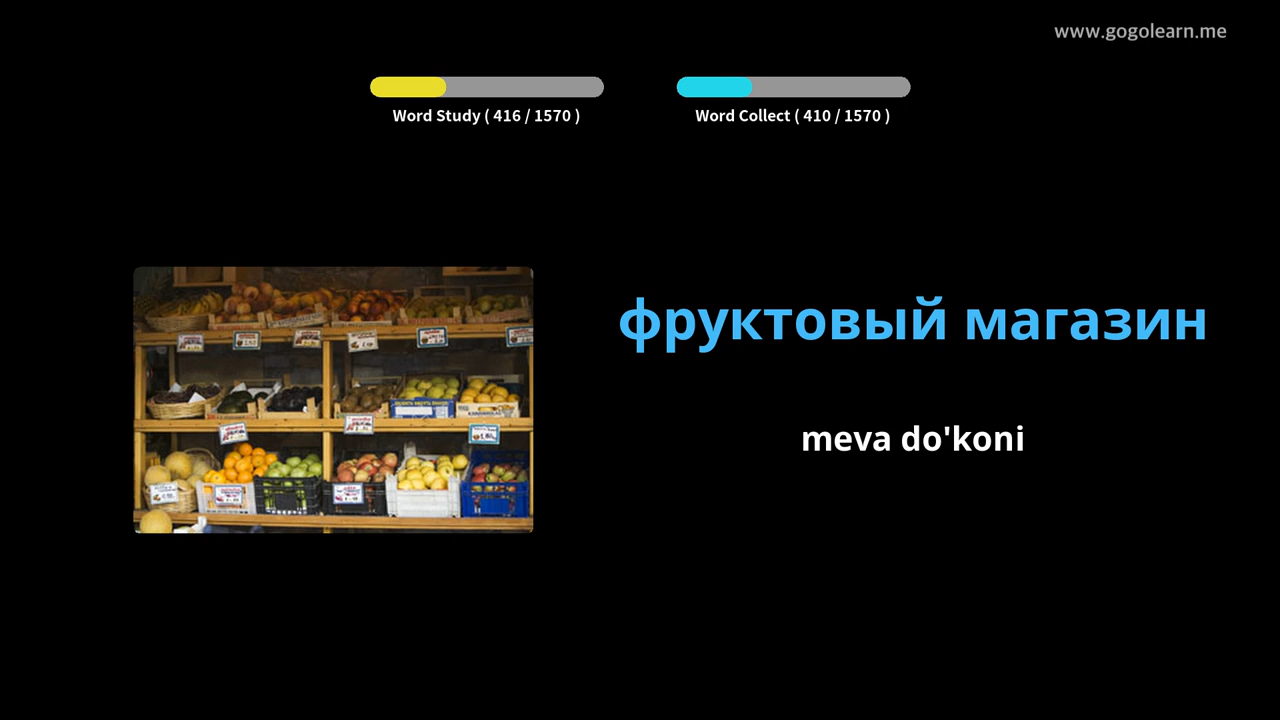 www.gogolearn.me
Word Study ( 416 / 1570 )
Word Collect ( 410 / 1570 )
фруктовый магазин
meva do'koni